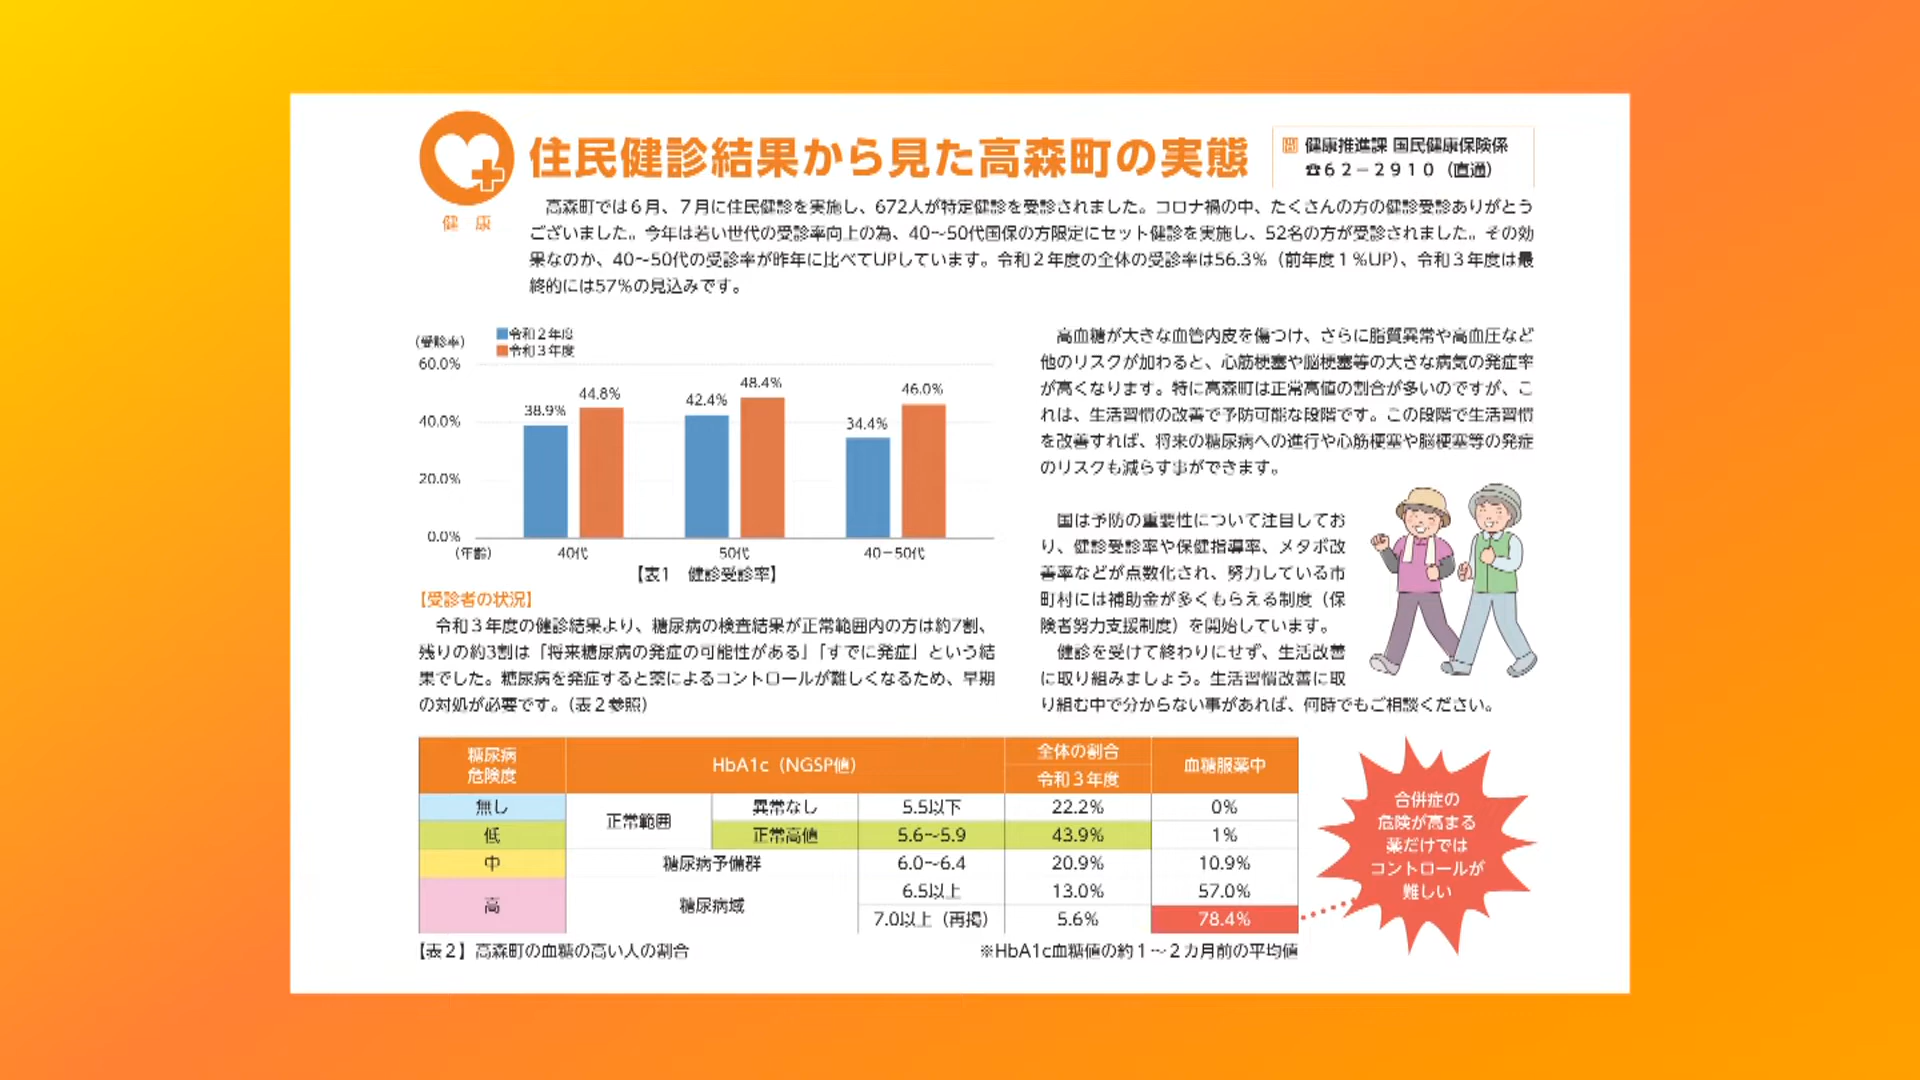 住民健診結果から見た高森町の実態
問 健康推進課 国民健康保険係
☎62－2910（直通）
健 康
高森町では６月、７月に住民健診を実施し、672人が特定健診を受診されました。コロナ禍の中、たくさんの方の健診受診ありがとう
ございました。今年は若い世代の受診率向上の為、40～50代国保の方限定にセット健診を実施し、52名の方が受診されました。その効
果なのか、40～50代の受診率が昨年に比べてUPしています。令和２年度の全体の受診率は56.3%（前年度１%UP）、令和３年度は最
終的には57%の見込みです。
（受診率）
■令和２年度
■令和３年度
60.0%
40.0%
20.0%
0.0%
38.9%
44.8%
42.4%
48.4%
34.4%
46.0%
（年齢）
40代
50代
40－50代
【表1　健診受診率】
【受診者の状況】
令和３年度の健診結果より、糖尿病の検査結果が正常範囲内の方は約7割、
残りの約3割は「将来糖尿病の発症の可能性がある」「すでに発症」という結
果でした。糖尿病を発症すると薬によるコントロールが難しくなるため、早期
の対処が必要です。（表２参照）
高血糖が大きな血管内皮を傷つけ、さらに脂質異常や高血圧など
他のリスクが加わると、心筋梗塞や脳梗塞等の大きな病気の発症率
が高くなります。特に高森町は正常高値の割合が多いのですが、こ
れは、生活習慣の改善で予防可能な段階です。この段階で生活習慣
を改善すれば、将来の糖尿病への進行や心筋梗塞や脳梗塞等の発症
のリスクも減らす事ができます。
国は予防の重要性について注目してお
り、健診受診率や保健指導率、メタボ改
善率などが点数化され、努力している市
町村には補助金が多くもらえる制度（保
険者努力支援制度）を開始しています。
健診を受けて終わりにせず、生活改善
に取り組みましょう。生活習慣改善に取
り組む中で分からない事があれば、何時でもご相談ください。
糖尿病
危険度
HbA1c（NGSP値）
全体の割合
令和３年度
血糖服薬中
無し 正常範囲 異常なし 5.5以下 22.2% 0%
低 正常高値 5.6～5.9 43.9% 1%
中 糖尿病予備群 6.0～6.4 20.9% 10.9%
高 糖尿病域 6.5以上 13.0% 57.0%
7.0以上（再掲） 5.6% 78.4%
合併症の
危険が高まる
薬だけでは
コントロールが
難しい
【表２】高森町の血糖の高い人の割合
※HbA1c血糖値の約１～２カ月前の平均値